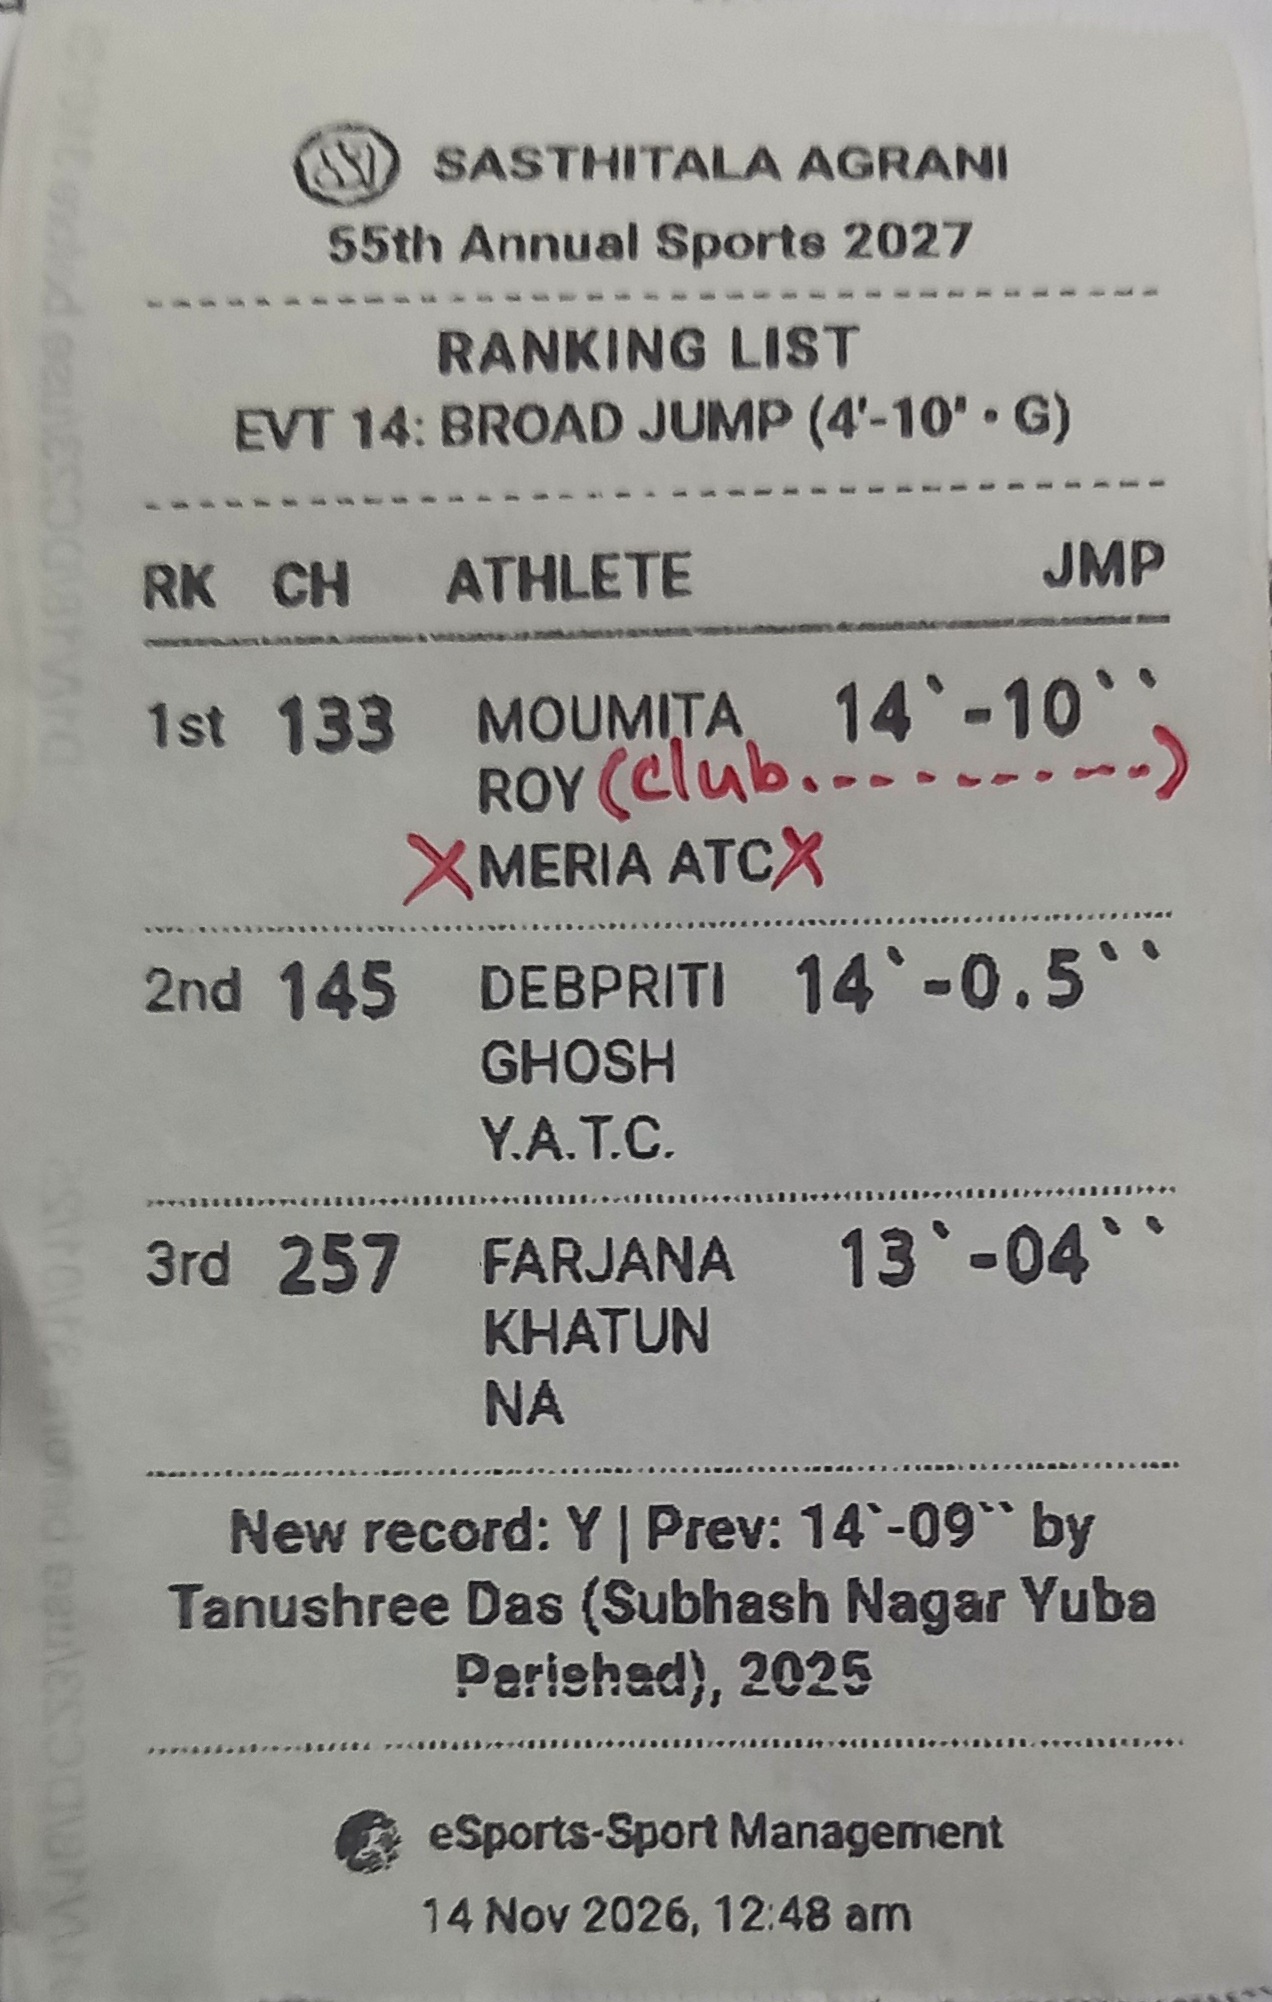 SASTHITALA AGRANI
55th Annual Sports 2027
RANKING LIST
EVT 14: BROAD JUMP (4'-10" • G)
RK CH ATHLETE JMP
1st 133 MOUMITA 14`-10``
ROY (Club.---------)
X MERIA ATC X
2nd 145 DEBPRITI 14`-0.5``
GHOSH
Y.A.T.C.
3rd 257 FARJANA 13`-04``
KHATUN
NA
New record: Y | Prev: 14`-09`` by
Tanushree Das (Subhash Nagar Yuba
Parishad), 2025
eSports-Sport Management
14 Nov 2026, 12:48 am